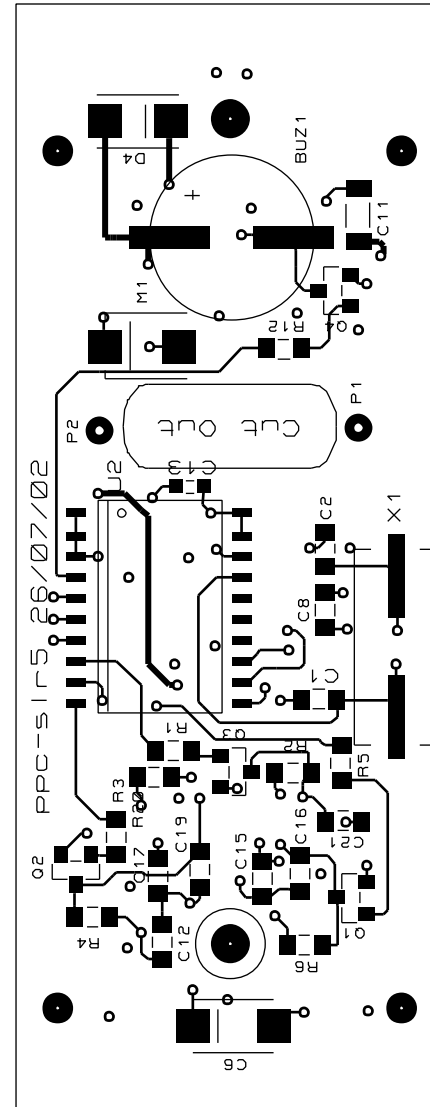 D4
BUZ1
+
C11
M1
Q4
R12
P1
P2
Cut
Out
C13
U2
C2
X1
ppc-slr5 26/07/02
C8
C1
R1
Q3
R2
R5
R3
R20
C19
C16
C21
Q2
C17
C15
R4
C12
R6
Q1
C6